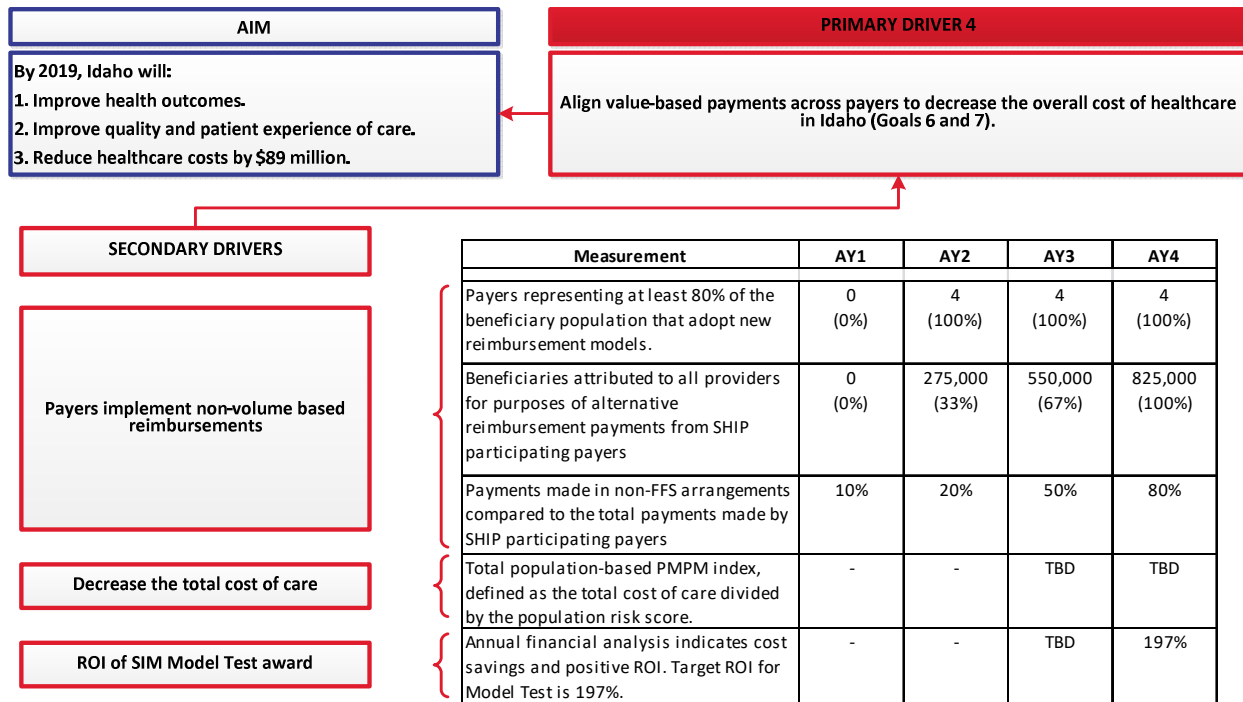 AIM
By 2019, Idaho will:
1. Improve health outcomes.
2. Improve quality and patient experience of care.
3. Reduce healthcare costs by $89 million.
PRIMARY DRIVER 4
Align value-based payments across payers to decrease the overall cost of healthcare
in Idaho (Goals 6 and 7).
SECONDARY DRIVERS
Payers implement non-volume based
reimbursements
Decrease the total cost of care
ROI of SIM Model Test award
Measurement AY1 AY2 AY3 AY4
Payers representing at least 80% of the 0 4 4 4
beneficiary population that adopt new (0%) (100%) (100%) (100%)
reimbursement models.
Beneficiaries attributed to all providers 0 275,000 550,000 825,000
for purposes of alternative (0%) (33%) (67%) (100%)
reimbursement payments from SHIP
participating payers
Payments made in non-FFS arrangements 10% 20% 50% 80%
compared to the total payments made by
SHIP participating payers
Total population-based PMPM index, - - TBD TBD
defined as the total cost of care divided
by the population risk score.
Annual financial analysis indicates cost - - TBD 197%
savings and positive ROI. Target ROI for
Model Test is 197%.